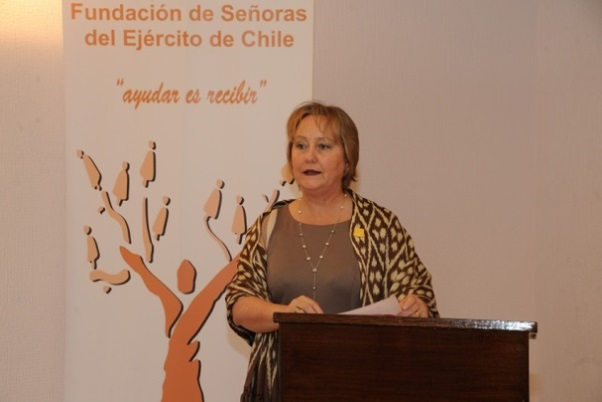 Fundación de Señoras
del Ejército de Chile
"ayudar es recibir"